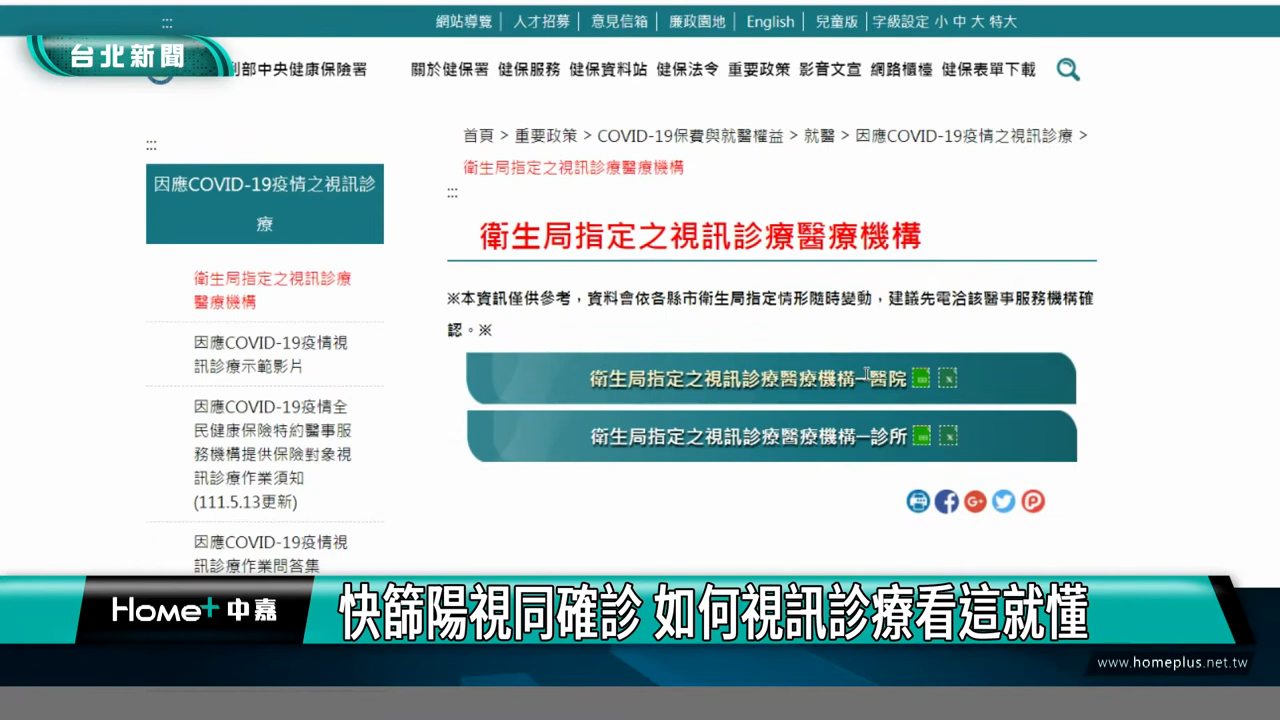 :::
網站導覽│ 人才招募│ 意見信箱│ 廉政園地│ English│ 兒童版│字級設定 小 中 大 特大
台北新聞
利部中央健康保險署
關於健保署 健保服務 健保資料站 健保法令 重要政策 影音文宣 網路櫃檯 健保表單下載
:::
因應COVID-19疫情之視訊診
療
衛生局指定之視訊診療
醫療機構
因應COVID-19疫情視
訊診療示範影片
因應COVID-19疫情全
民健康保險特約醫事服
務機構提供保險對象視
訊診療作業須知
(111.5.13更新)
因應COVID-19疫情視
訊診療作業問答集
首頁 > 重要政策 > COVID-19保費與就醫權益 > 就醫 > 因應COVID-19疫情之視訊診療 >
衛生局指定之視訊診療醫療機構
:::
衛生局指定之視訊診療醫療機構
※本資訊僅供參考，資料會依各縣市衛生局指定情形隨時變動，建議先電洽該醫事服務機構確
認。※
衛生局指定之視訊診療醫療機構─醫院
衛生局指定之視訊診療醫療機構─診所
Home+ 中嘉
快篩陽視同確診 如何視訊診療看這就懂
www.homeplus.net.tw